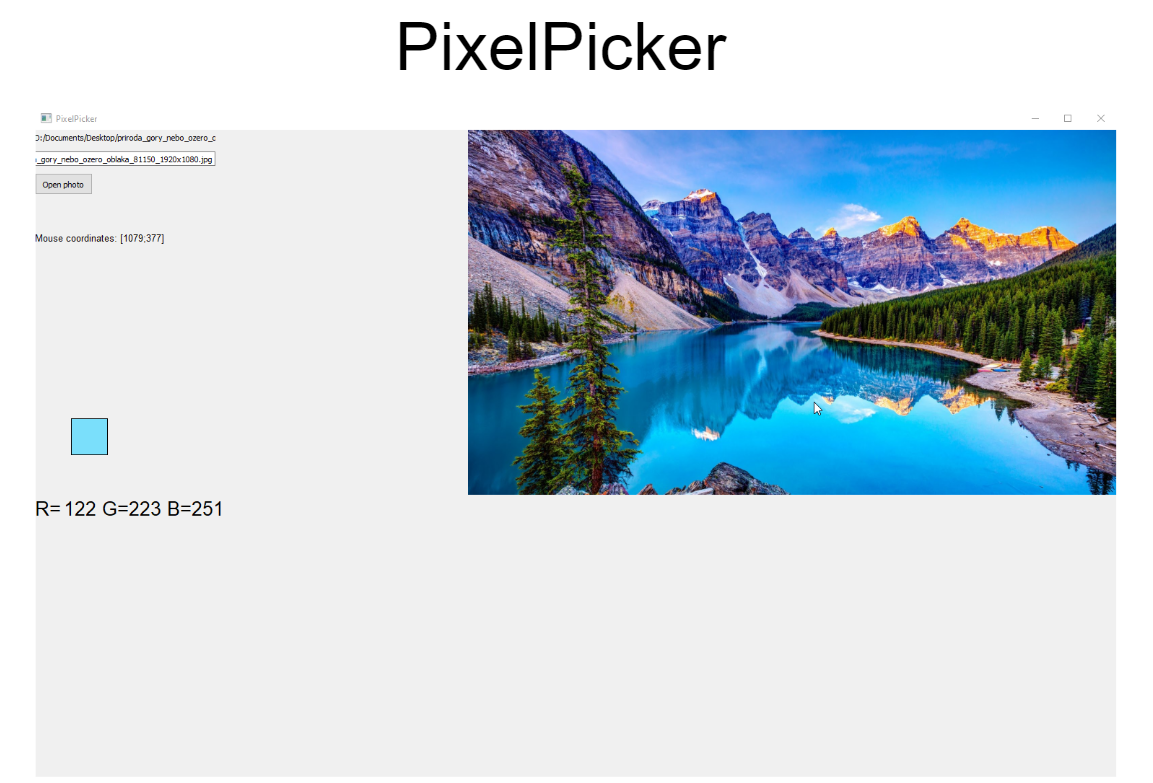 PixelPicker
PixelPicker
D:/Documents/Desktop/priroda_gory_nebo_ozero_c
_gory_nebo_ozero_oblaka_81150_1920x1080.jpg
Open photo
Mouse coordinates: [1079;377]
R= 122 G=223 B=251